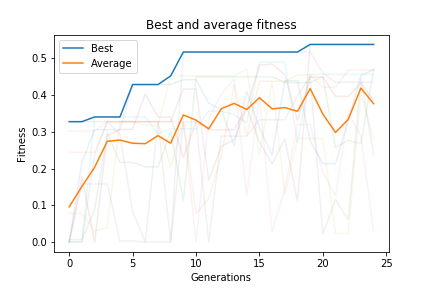 Best and average fitness
Best
Average
Fitness
0.5
0.4
0.3
0.2
0.1
0.0
0 5 10 15 20 25
Generations